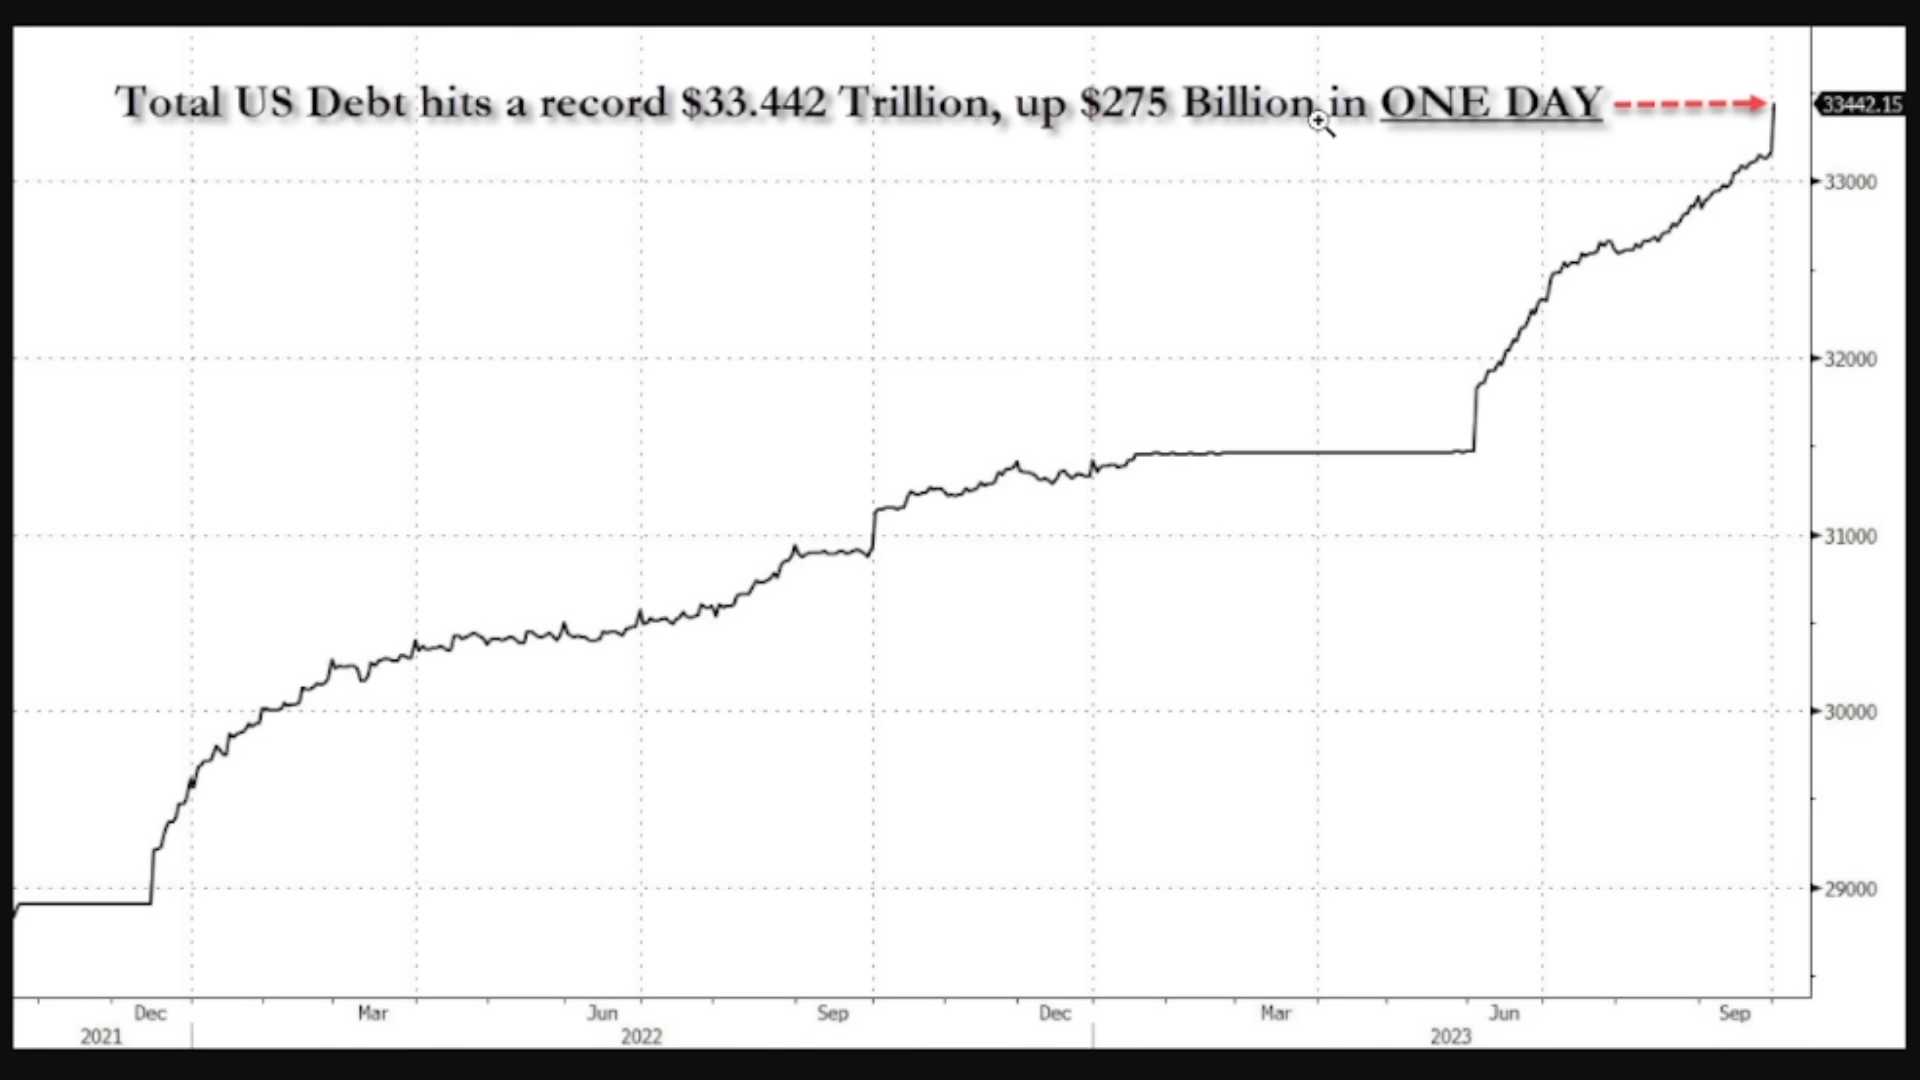 Total US Debt hits a record $33.442 Trillion, up $275 Billion in ONE DAY
33442.15
33000
32000
31000
30000
29000
Dec Mar Jun Sep Dec Mar Jun Sep
2021 2022 2023